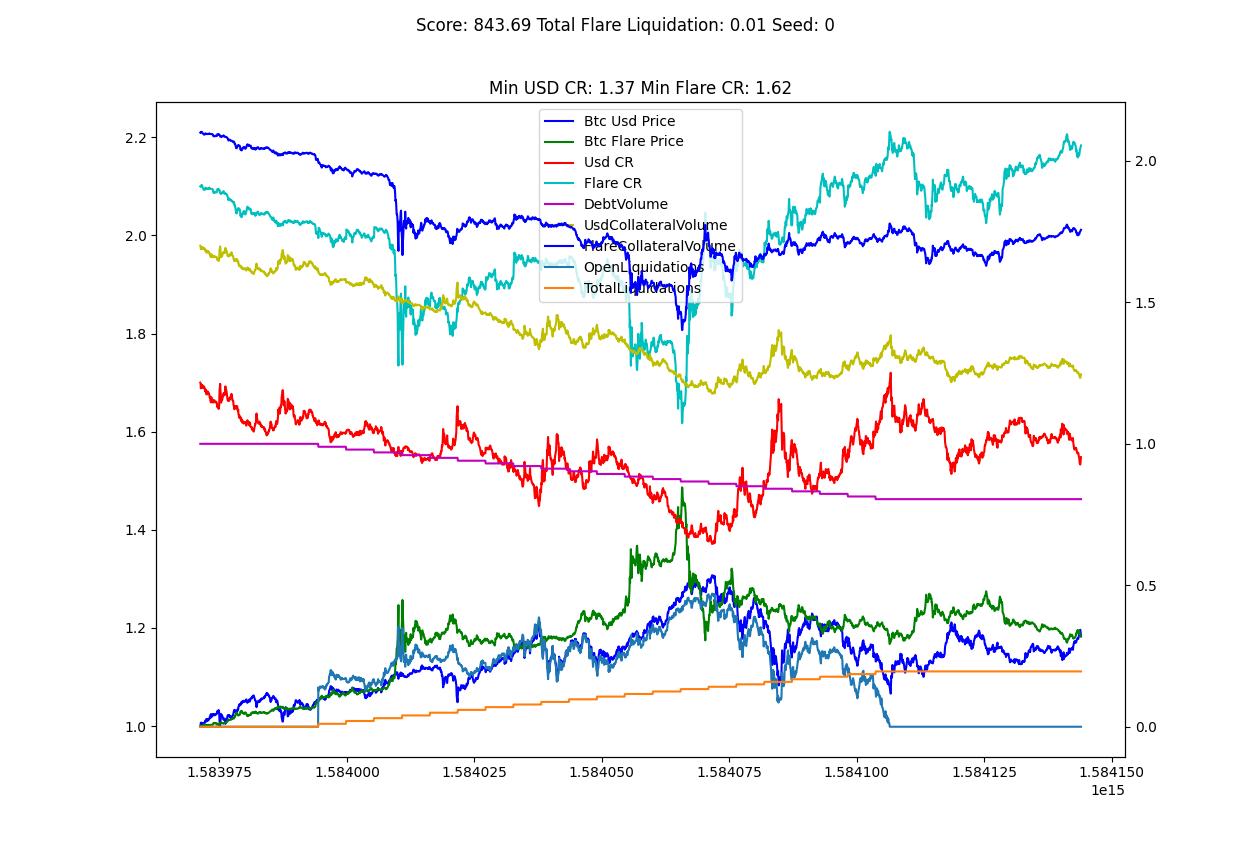 Score: 843.69 Total Flare Liquidation: 0.01 Seed: 0
Min USD CR: 1.37 Min Flare CR: 1.62
Btc Usd Price
Btc Flare Price
Usd CR
Flare CR
DebtVolume
UsdCollateralVolume
FlareCollateralVolume
OpenLiquidations
TotalLiquidations
2.2
2.0
1.8
1.6
1.4
1.2
1.0
2.0
1.5
1.0
0.5
0.0
1.583975
1.584000
1.584025
1.584050
1.584075
1.584100
1.584125
1.584150
1e15